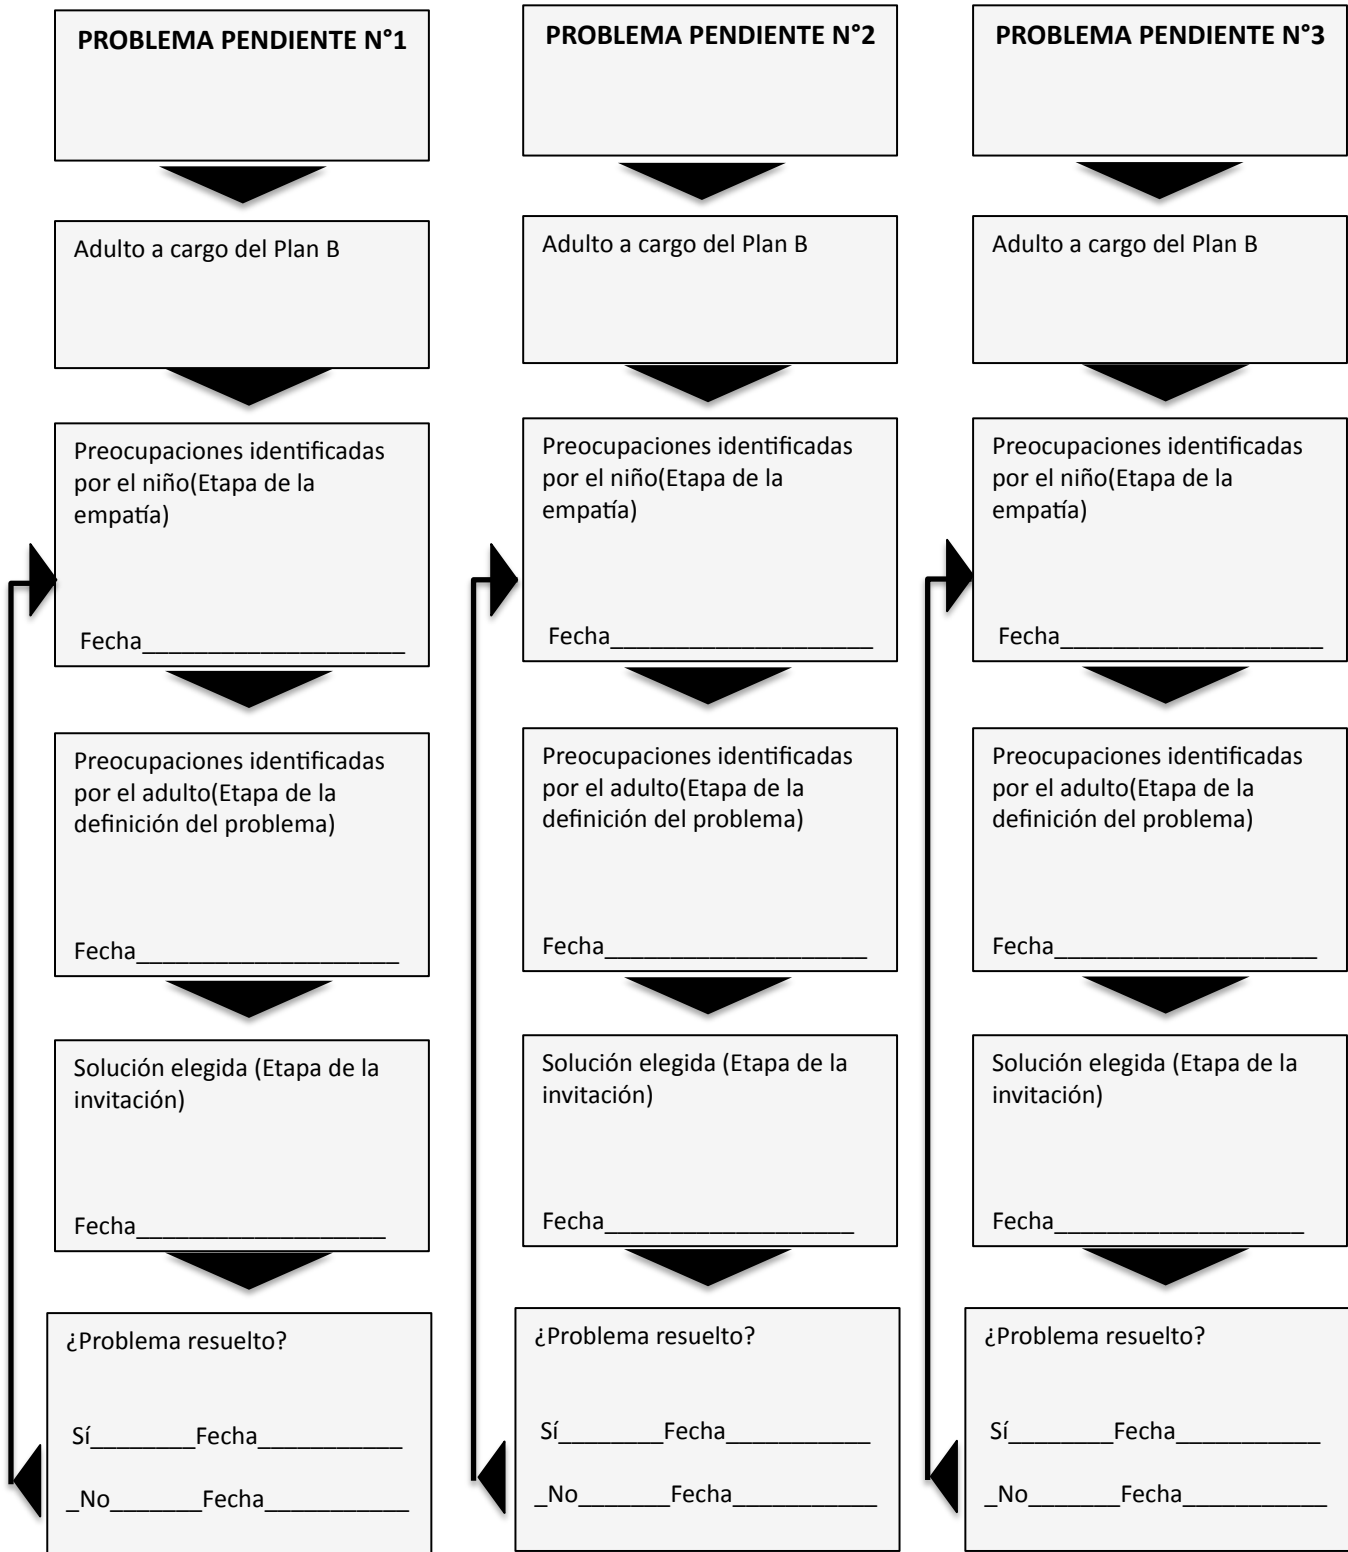 PROBLEMA PENDIENTE N°1
Adulto a cargo del Plan B
Preocupaciones identificadas
por el niño(Etapa de la
empatía)
Fecha_____________________
Preocupaciones identificadas
por el adulto(Etapa de la
definición del problema)
Fecha_____________________
Solución elegida (Etapa de la
invitación)
Fecha____________________
¿Problema resuelto?
Sí________Fecha___________
_No_______Fecha___________
PROBLEMA PENDIENTE N°2
Adulto a cargo del Plan B
Preocupaciones identificadas
por el niño(Etapa de la
empatía)
Fecha_____________________
Preocupaciones identificadas
por el adulto(Etapa de la
definición del problema)
Fecha_____________________
Solución elegida (Etapa de la
invitación)
Fecha____________________
¿Problema resuelto?
Sí________Fecha___________
_No_______Fecha___________
PROBLEMA PENDIENTE N°3
Adulto a cargo del Plan B
Preocupaciones identificadas
por el niño(Etapa de la
empatía)
Fecha_____________________
Preocupaciones identificadas
por el adulto(Etapa de la
definición del problema)
Fecha_____________________
Solución elegida (Etapa de la
invitación)
Fecha____________________
¿Problema resuelto?
Sí________Fecha___________
_No_______Fecha___________